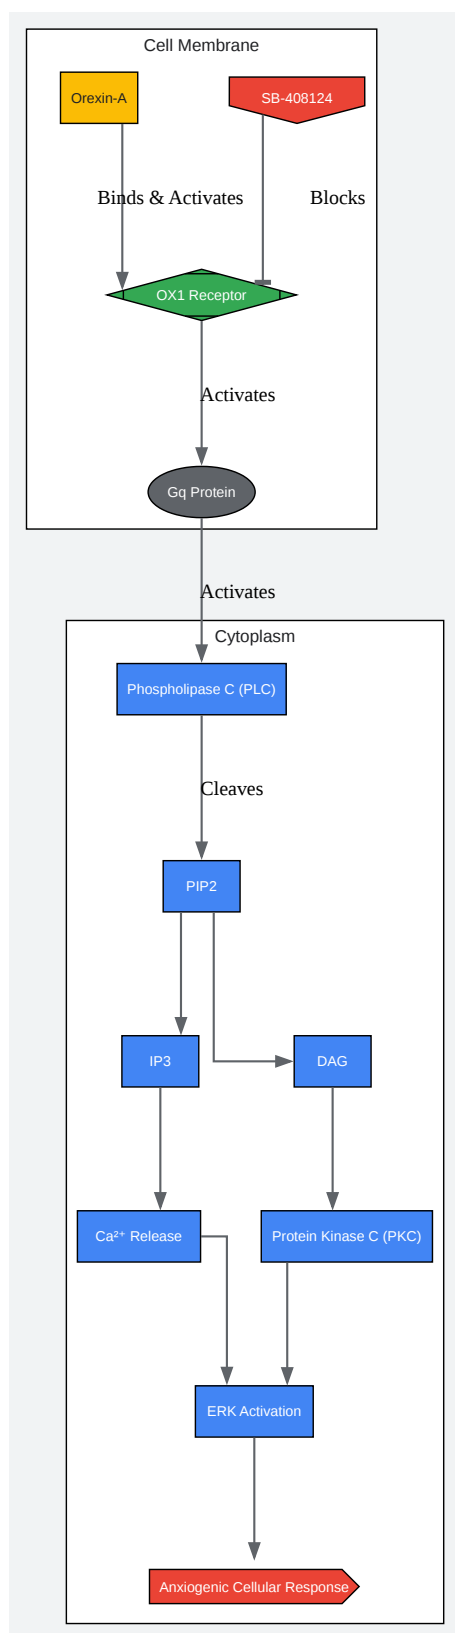 Cell Membrane
Orexin-A
SB-408124
Binds & Activates
Blocks
OX1 Receptor
Activates
Gq Protein
Activates
Cytoplasm
Phospholipase C (PLC)
Cleaves
PIP2
IP3
DAG
Ca²⁺ Release
Protein Kinase C (PKC)
ERK Activation
Anxiogenic Cellular Response